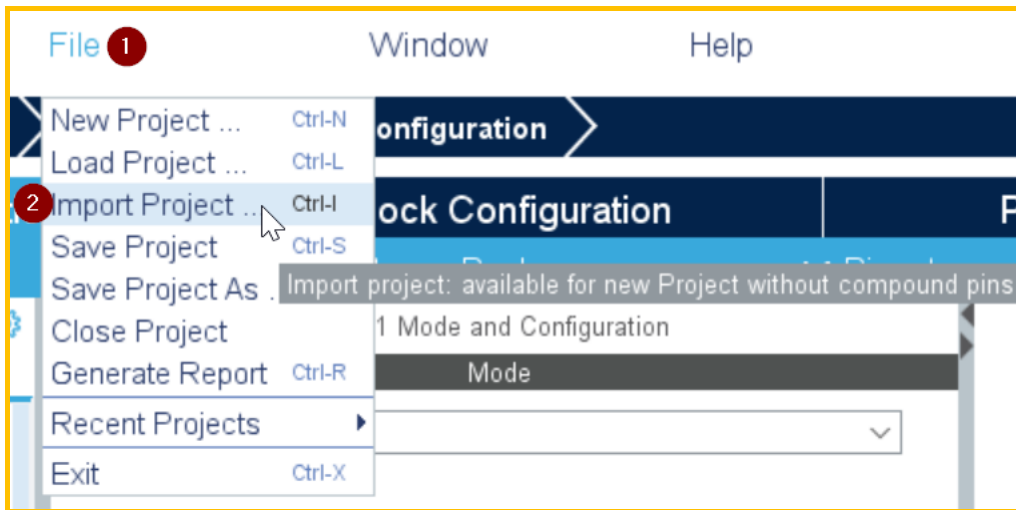 File 1 Window Help
New Project ... Ctrl-N
onfiguration
Load Project ... Ctrl-L
2 Import Project ... Ctrl-I
ock Configuration P
Save Project Ctrl-S
Save Project As .
Import project: available for new Project without compound pins
Close Project
1 Mode and Configuration
Generate Report Ctrl-R
Mode
Recent Projects
Exit Ctrl-X